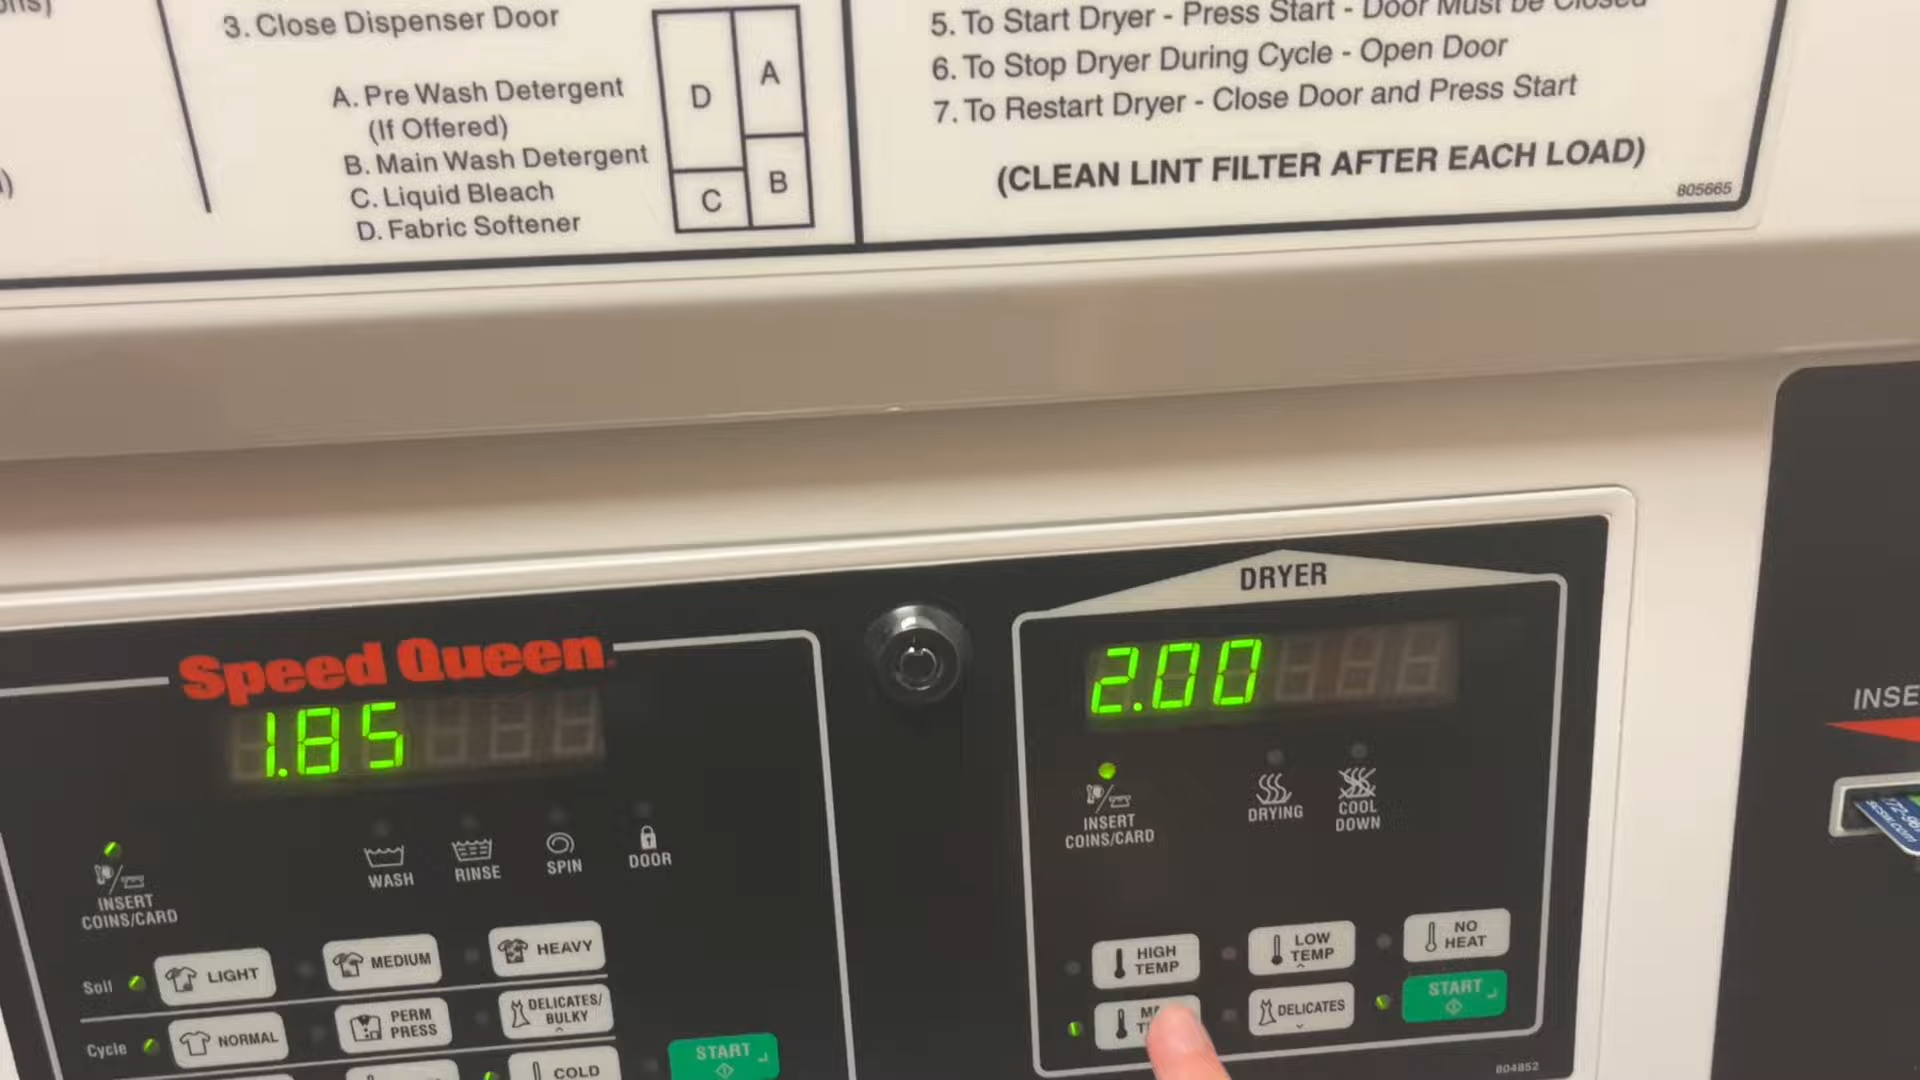 3. Close Dispenser Door
A. Pre Wash Detergent
(If Offered)
B. Main Wash Detergent
C. Liquid Bleach
D. Fabric Softener
D
A
C
B
5. To Start Dryer - Press Start - Door Must be Closed
6. To Stop Dryer During Cycle - Open Door
7. To Restart Dryer - Close Door and Press Start
(CLEAN LINT FILTER AFTER EACH LOAD)
805665
Speed Queen
1.85
INSERT
COINS/CARD
WASH
RINSE
SPIN
DOOR
Soil
LIGHT
MEDIUM
HEAVY
Cycle
NORMAL
PERM
PRESS
DELICATES/
BULKY
COLD
START
DRYER
2.00
INSERT
COINS/CARD
DRYING
COOL
DOWN
HIGH
TEMP
LOW
TEMP
NO
HEAT
DELICATES
START
804852